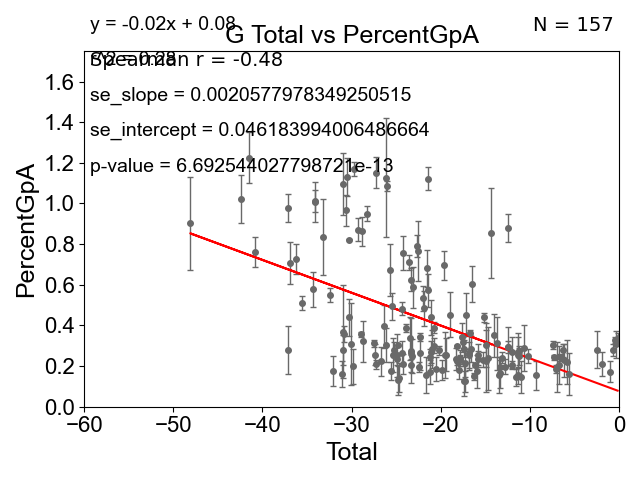 y = -0.02x + 0.08
G Total vs PercentGpA
N = 157
Spearman r = -0.48
se_slope = 0.0020577978349250515
se_intercept = 0.046183994006486664
p-value = 6.692544027798721e-13
PercentGpA
1.6
1.4
1.2
1.0
0.8
0.6
0.4
0.2
0.0
−60
−50
−40
−30
−20
−10
0
Total